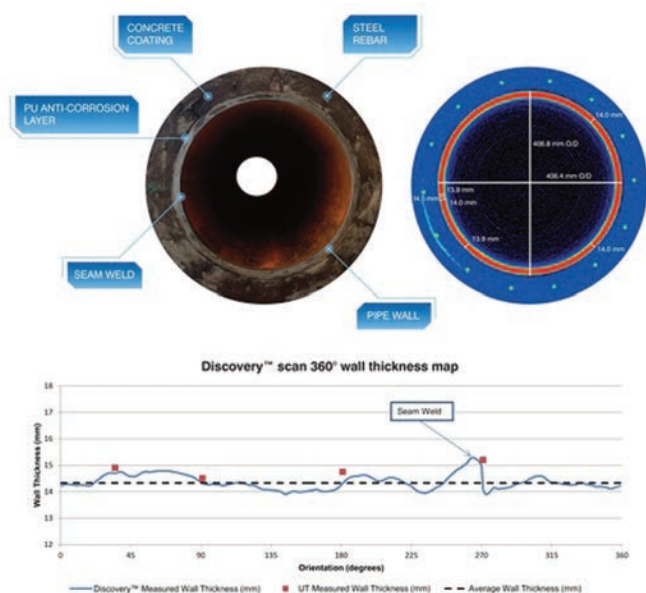 CONCRETE
COATING
STEEL
REBAR
PU ANTI-CORROSION
LAYER
SEAM WELD
PIPE WALL
14.0 mm
406.8 mm O/D
406.4 mm O/D
13.9 mm
14.5 mm
14.0 mm
13.9 mm
14.0 mm
Discovery™ scan 360° wall thickness map
Wall Thickness (mm)
18
17
16
15
14
13
12
Seam Weld
0
45
90
135
180
225
270
315
360
Orientation (degrees)
Discovery™ Measured Wall Thickness (mm)
UT Measured Wall Thickness (mm)
Average Wall Thickness (mm)